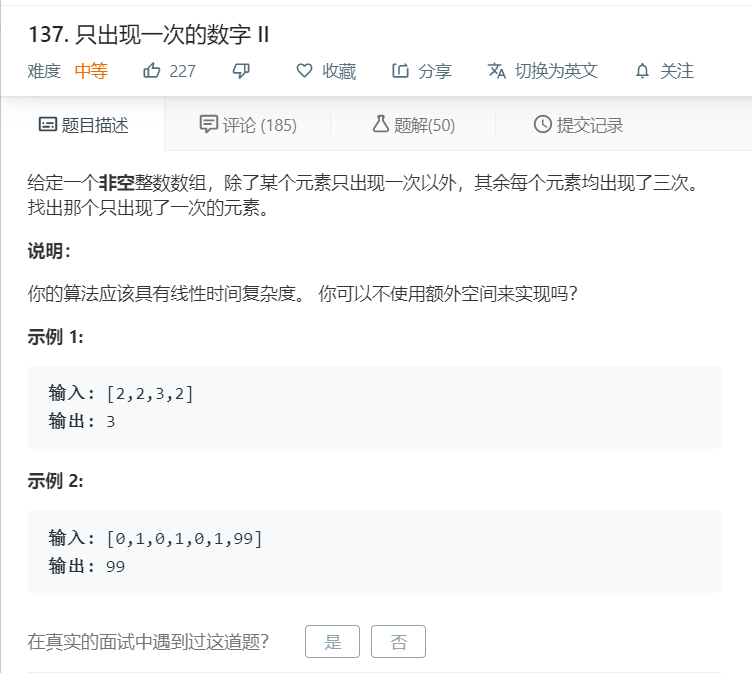 137. 只出现一次的数字 II
难度 中等 227 收藏 分享 切换为英文 关注
题目描述 评论 (185) 题解(50) 提交记录
给定一个非空整数数组，除了某个元素只出现一次以外，其余每个元素均出现了三次。
找出那个只出现了一次的元素。
说明：
你的算法应该具有线性时间复杂度。 你可以不使用额外空间来实现吗？
示例 1:
输入: [2,2,3,2]
输出: 3
示例 2:
输入: [0,1,0,1,0,1,99]
输出: 99
在真实的面试中遇到过这道题？ 是 否